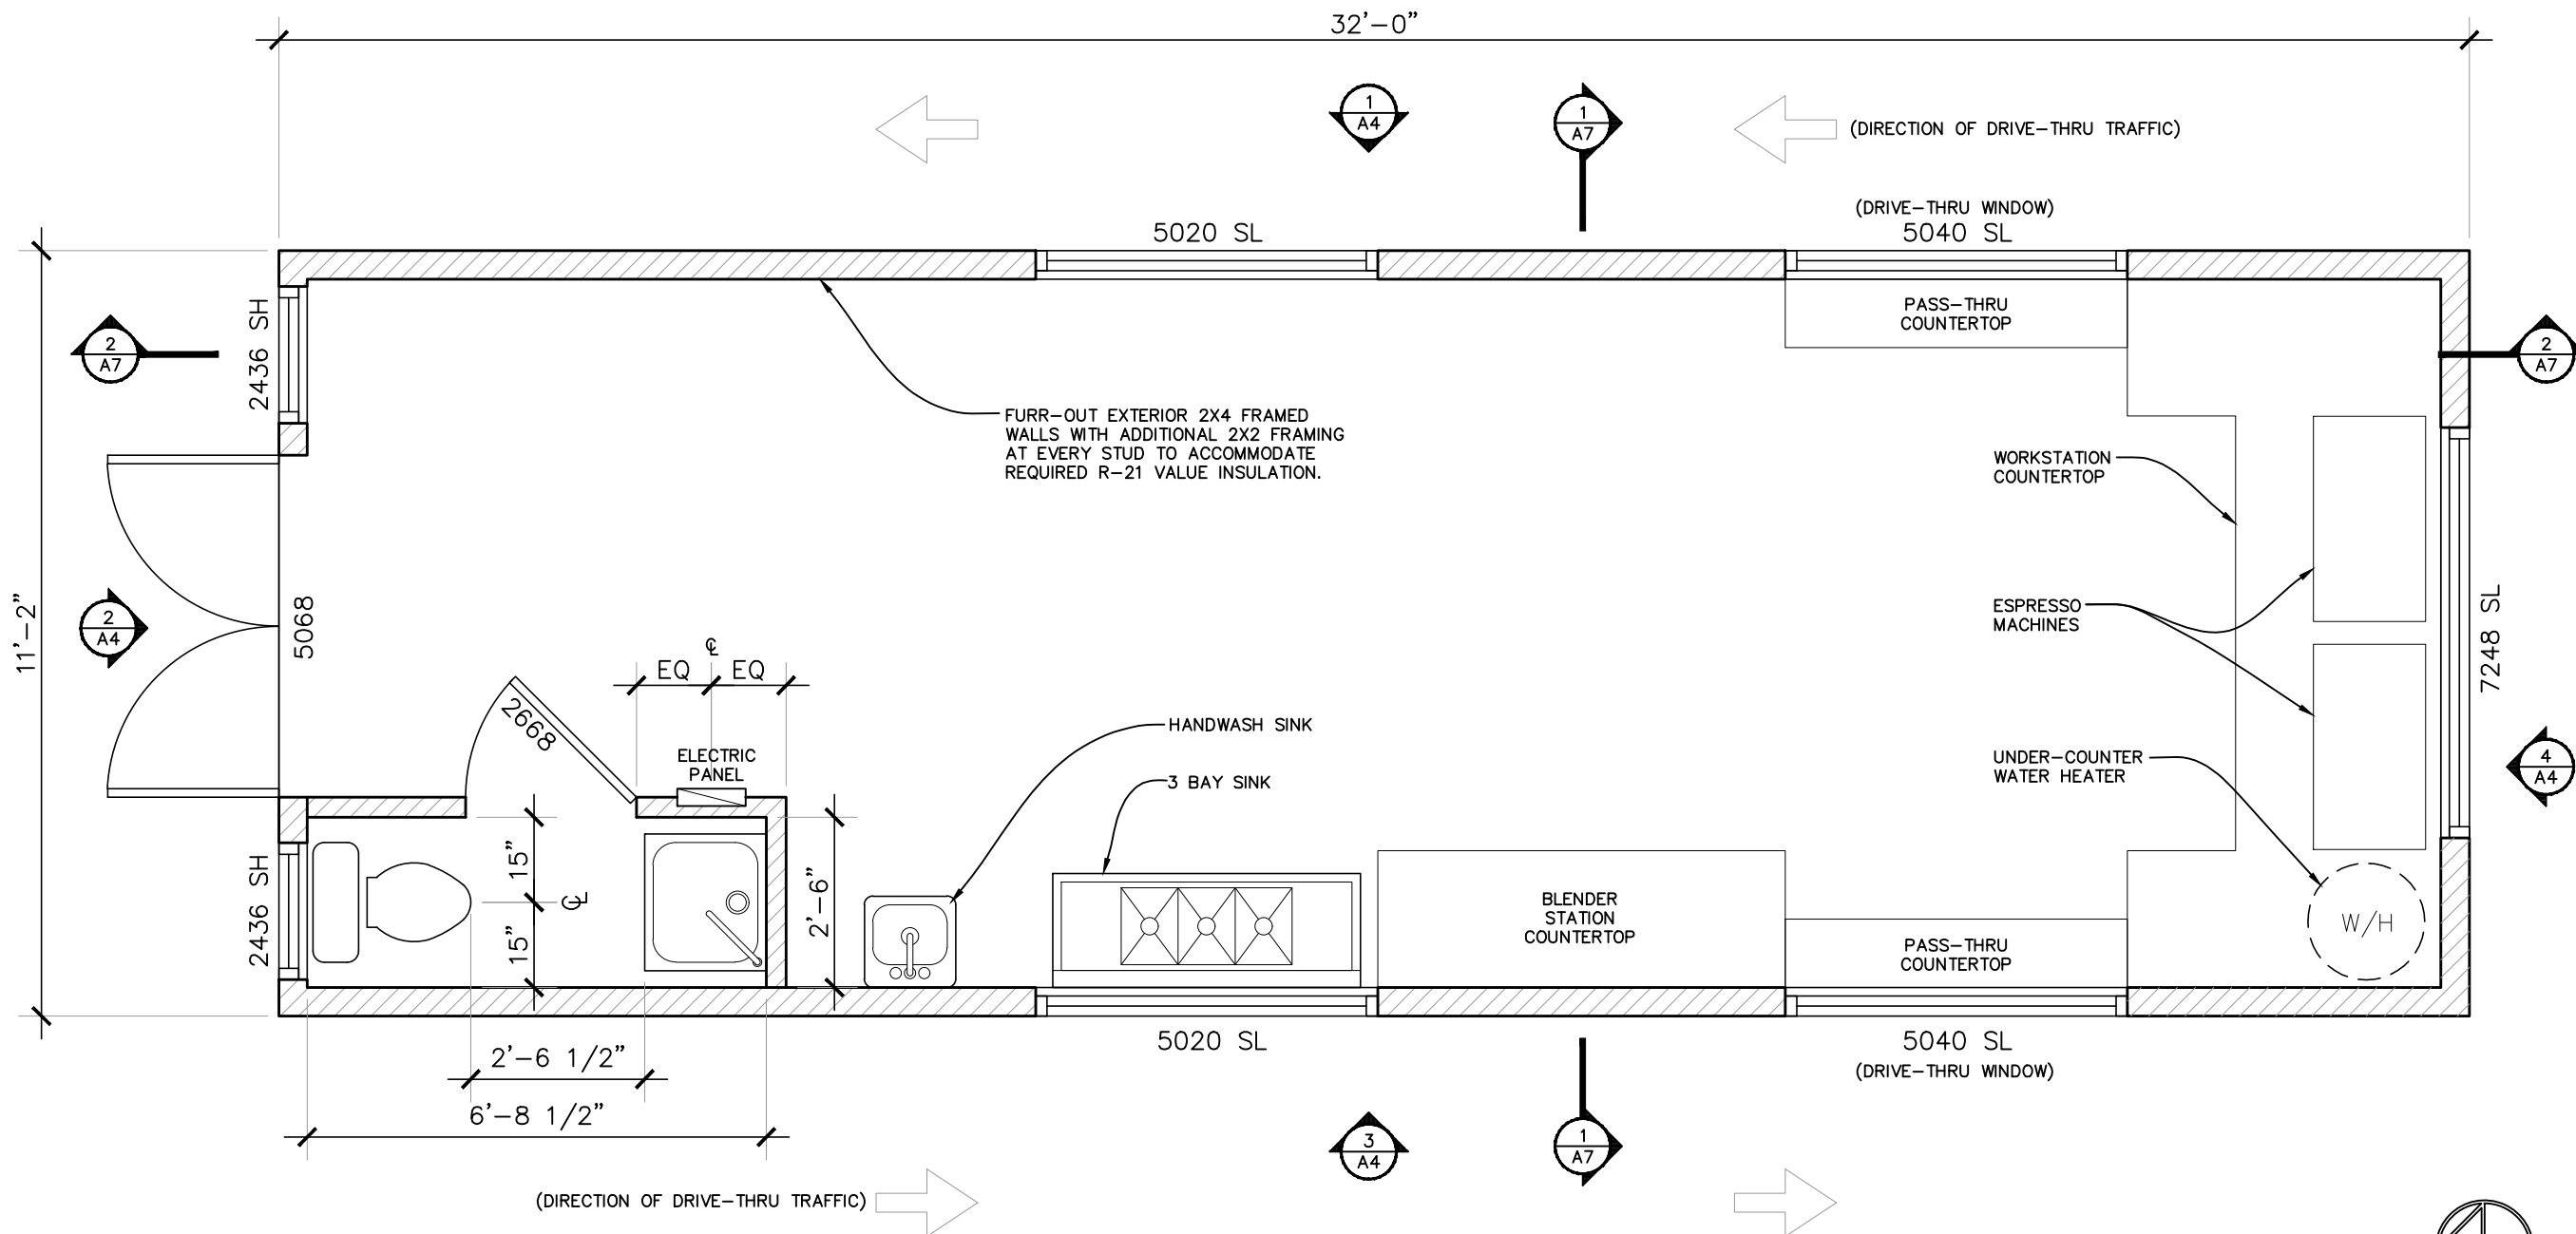 32'-0"
1
A4
1
A7
(DIRECTION OF DRIVE-THRU TRAFFIC)
(DRIVE-THRU WINDOW)
5020 SL
5040 SL
PASS-THRU
COUNTERTOP
2436 SH
2
A7
2
A7
FURR-OUT EXTERIOR 2X4 FRAMED
WALLS WITH ADDITIONAL 2X2 FRAMING
AT EVERY STUD TO ACCOMMODATE
REQUIRED R-21 VALUE INSULATION.
WORKSTATION
COUNTERTOP
11'-2"
2
A4
5068
ESPRESSO
MACHINES
7248 SL
℄
EQ
EQ
2668
ELECTRIC
PANEL
HANDWASH SINK
3 BAY SINK
UNDER-COUNTER
WATER HEATER
4
A4
2436 SH
15"
℄
15"
2'-6"
BLENDER
STATION
COUNTERTOP
W/H
PASS-THRU
COUNTERTOP
5020 SL
5040 SL
(DRIVE-THRU WINDOW)
2'-6 1/2"
6'-8 1/2"
3
A4
1
A7
(DIRECTION OF DRIVE-THRU TRAFFIC)